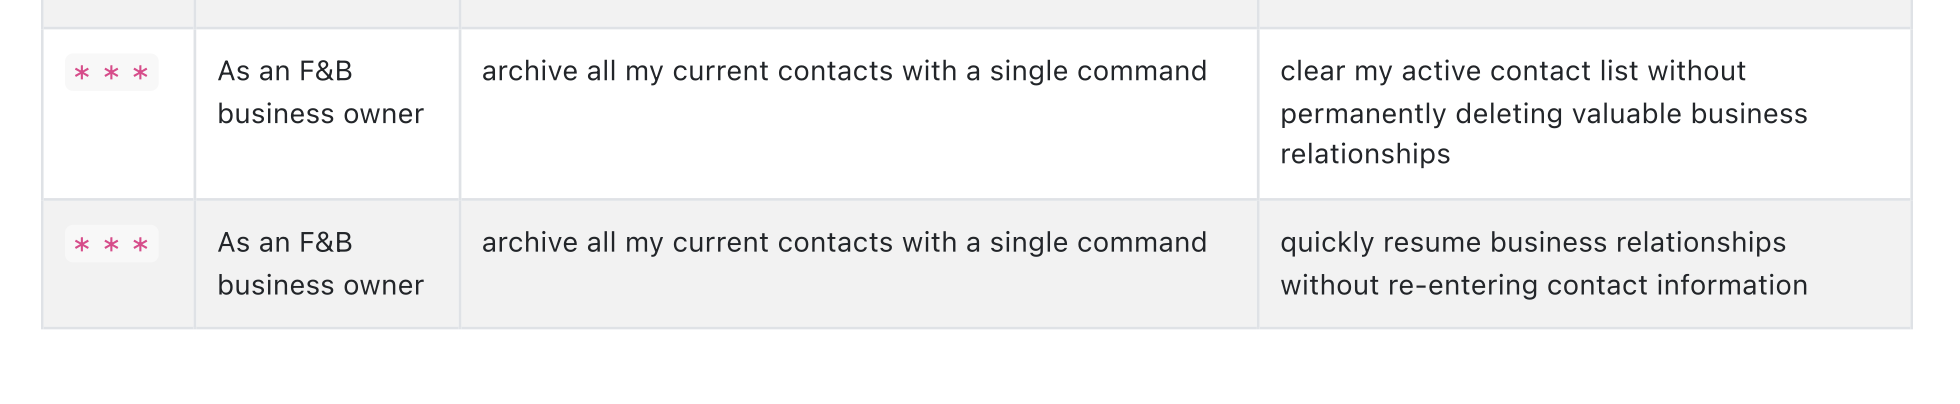 * * *
As an F&B
business owner
archive all my current contacts with a single command
clear my active contact list without
permanently deleting valuable business
relationships
* * *
As an F&B
business owner
archive all my current contacts with a single command
quickly resume business relationships
without re-entering contact information